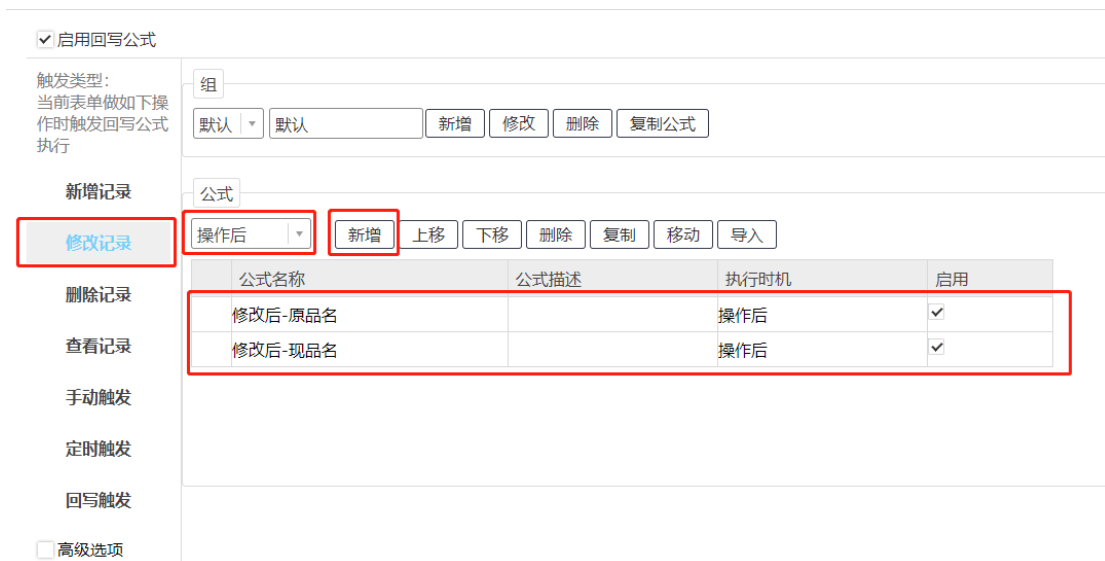 启用回写公式
触发类型：
当前表单做如下操
作时触发回写公式
执行
新增记录
修改记录
删除记录
查看记录
手动触发
定时触发
回写触发
高级选项
组
默认 默认 新增 修改 删除 复制公式
公式
操作后 新增 上移 下移 删除 复制 移动 导入
公式名称 公式描述 执行时机 启用
修改后-原品名 操作后
修改后-现品名 操作后